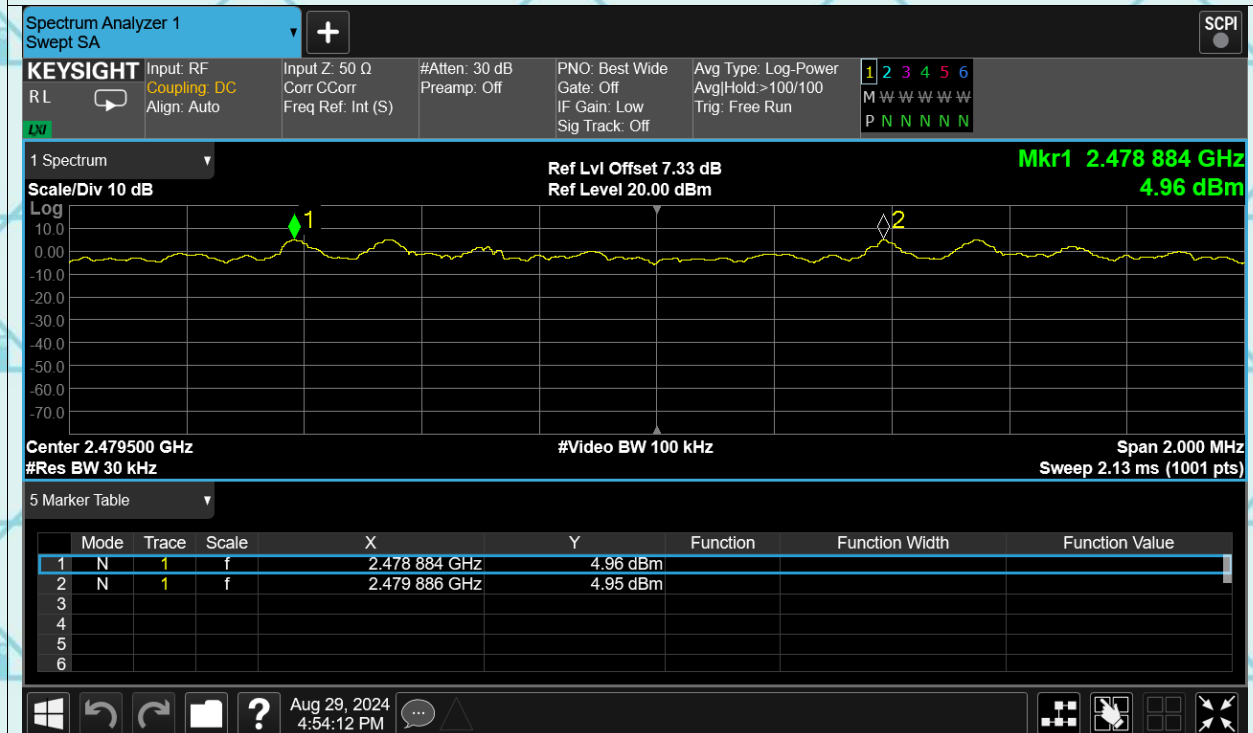 Spectrum Analyzer 1
Swept SA
+
SCPI
KEYSIGHT
RL
LXI
Input: RF
Coupling: DC
Align: Auto
Input Z: 50 Ω
Corr CCorr
Freq Ref: Int (S)
#Atten: 30 dB
Preamp: Off
PNO: Best Wide
Gate: Off
IF Gain: Low
Sig Track: Off
Avg Type: Log-Power
Avg|Hold:>100/100
Trig: Free Run
1 2 3 4 5 6
M W W W W W
P N N N N N
1 Spectrum
Scale/Div 10 dB
Ref Lvl Offset 7.33 dB
Ref Level 20.00 dBm
Mkr1 2.478 884 GHz
4.96 dBm
Log
10.0
0.00
-10.0
-20.0
-30.0
-40.0
-50.0
-60.0
-70.0
1
2
Center 2.479500 GHz
#Video BW 100 kHz
Span 2.000 MHz
#Res BW 30 kHz
Sweep 2.13 ms (1001 pts)
5 Marker Table
Mode Trace Scale X Y Function Function Width Function Value
1 N 1 f 2.478 884 GHz 4.96 dBm
2 N 1 f 2.479 886 GHz 4.95 dBm
3
4
5
6
?
Aug 29, 2024
4:54:12 PM